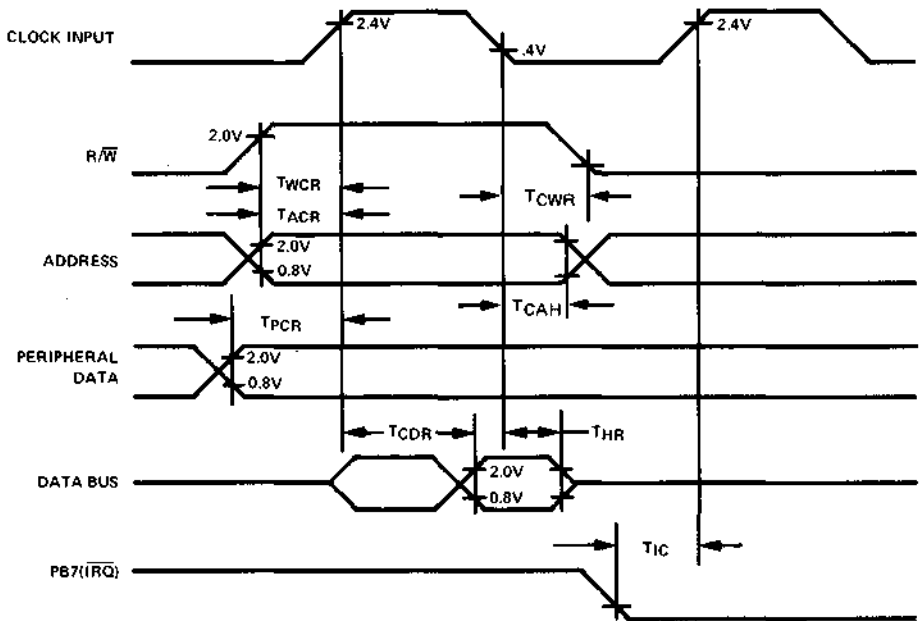 CLOCK INPUT
2.4V
.4V
2.4V
R/W̅
2.0V
TWCR
TCWR
TACR
ADDRESS
2.0V
0.8V
TCAH
TPCR
PERIPHERAL
DATA
2.0V
0.8V
TCDR
THR
DATA BUS
2.0V
0.8V
TIC
PB7(I̅R̅Q̅)